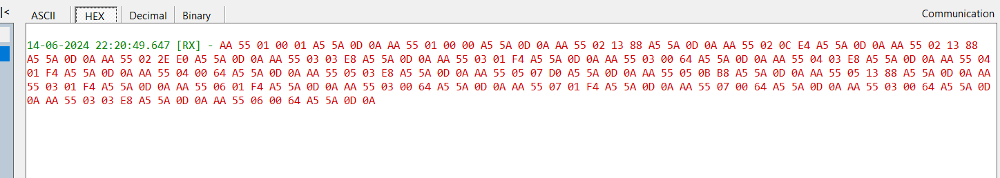 |<
ASCII HEX Decimal Binary Communication
14-06-2024 22:20:49.647 [RX] - AA 55 01 00 01 A5 5A 0D 0A AA 55 01 00 00 A5 5A 0D 0A AA 55 02 13 88 A5 5A 0D 0A AA 55 02 0C E4 A5 5A 0D 0A AA 55 02 13 88
A5 5A 0D 0A AA 55 02 2E E0 A5 5A 0D 0A AA 55 03 03 E8 A5 5A 0D 0A AA 55 03 01 F4 A5 5A 0D 0A AA 55 03 00 64 A5 5A 0D 0A AA 55 04 03 E8 A5 5A 0D 0A AA 55 04
01 F4 A5 5A 0D 0A AA 55 04 00 64 A5 5A 0D 0A AA 55 05 03 E8 A5 5A 0D 0A AA 55 05 07 D0 A5 5A 0D 0A AA 55 05 0B B8 A5 5A 0D 0A AA 55 05 13 88 A5 5A 0D 0A AA
55 03 01 F4 A5 5A 0D 0A AA 55 06 01 F4 A5 5A 0D 0A AA 55 03 00 64 A5 5A 0D 0A AA 55 07 01 F4 A5 5A 0D 0A AA 55 07 00 64 A5 5A 0D 0A AA 55 03 00 64 A5 5A 0D
0A AA 55 03 03 E8 A5 5A 0D 0A AA 55 06 00 64 A5 5A 0D 0A